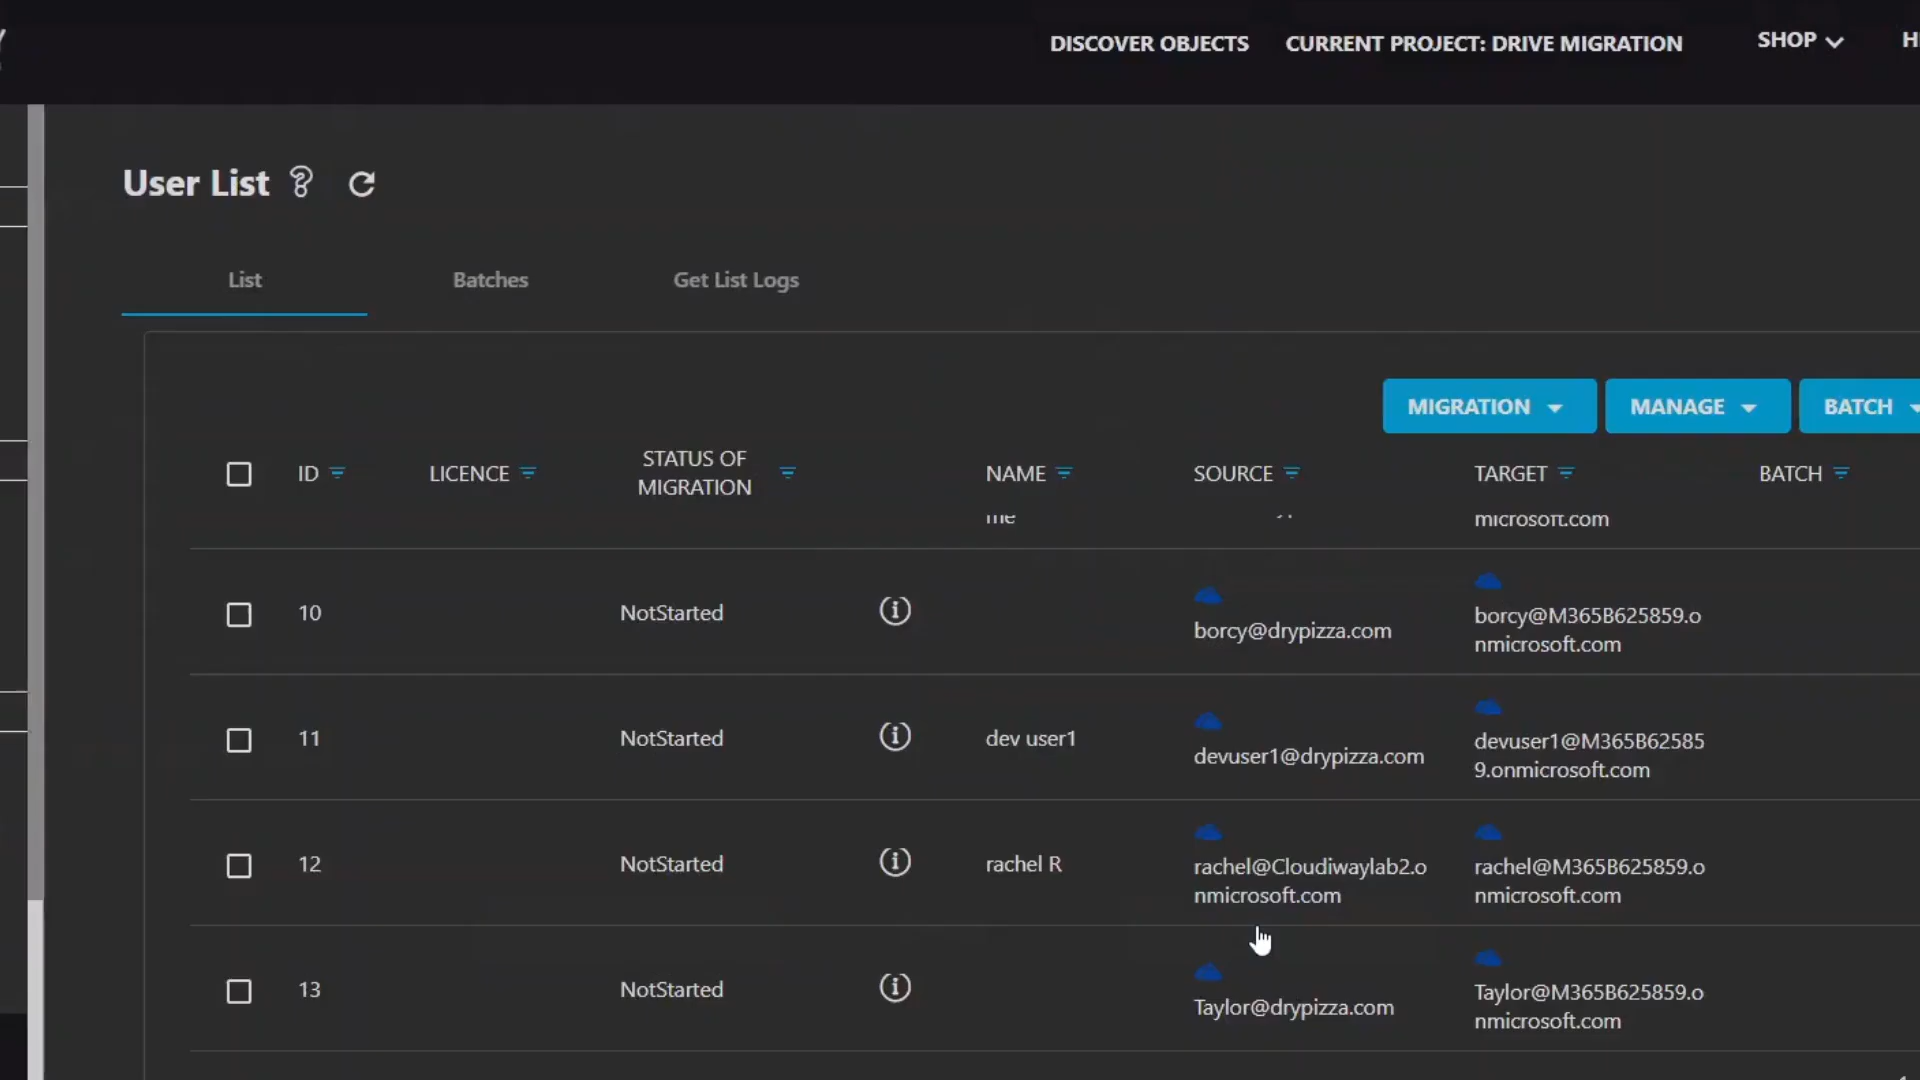 DISCOVER OBJECTS
CURRENT PROJECT: DRIVE MIGRATION
SHOP
User List
List
Batches
Get List Logs
MIGRATION
MANAGE
BATCH
ID
LICENCE
STATUS OF
MIGRATION
NAME
SOURCE
TARGET
BATCH
me
microsoft.com
10
NotStarted
borcy@drypizza.com
borcy@M365B625859.o
nmicrosoft.com
11
NotStarted
dev user1
devuser1@drypizza.com
devuser1@M365B62585
9.onmicrosoft.com
12
NotStarted
rachel R
rachel@Cloudiwaylab2.o
nmicrosoft.com
rachel@M365B625859.o
nmicrosoft.com
13
NotStarted
Taylor@drypizza.com
Taylor@M365B625859.o
nmicrosoft.com